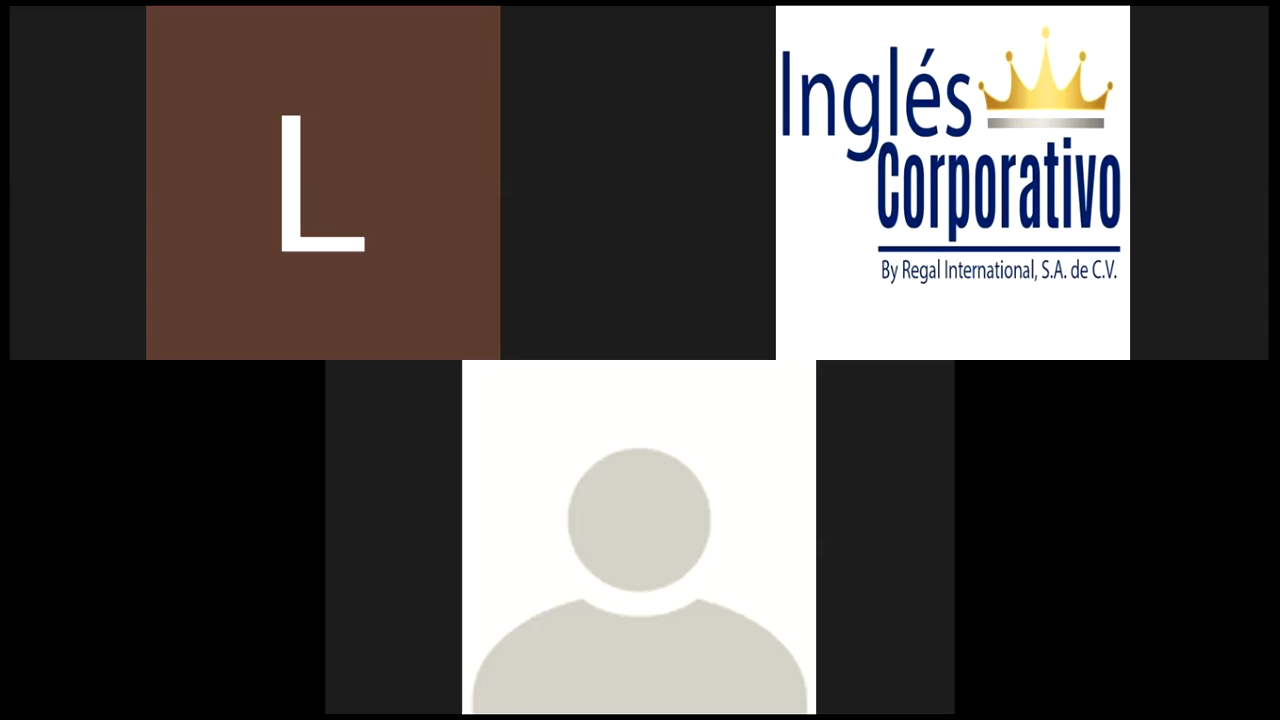 L
Inglés
Corporativo
By Regal International, S.A. de C.V.